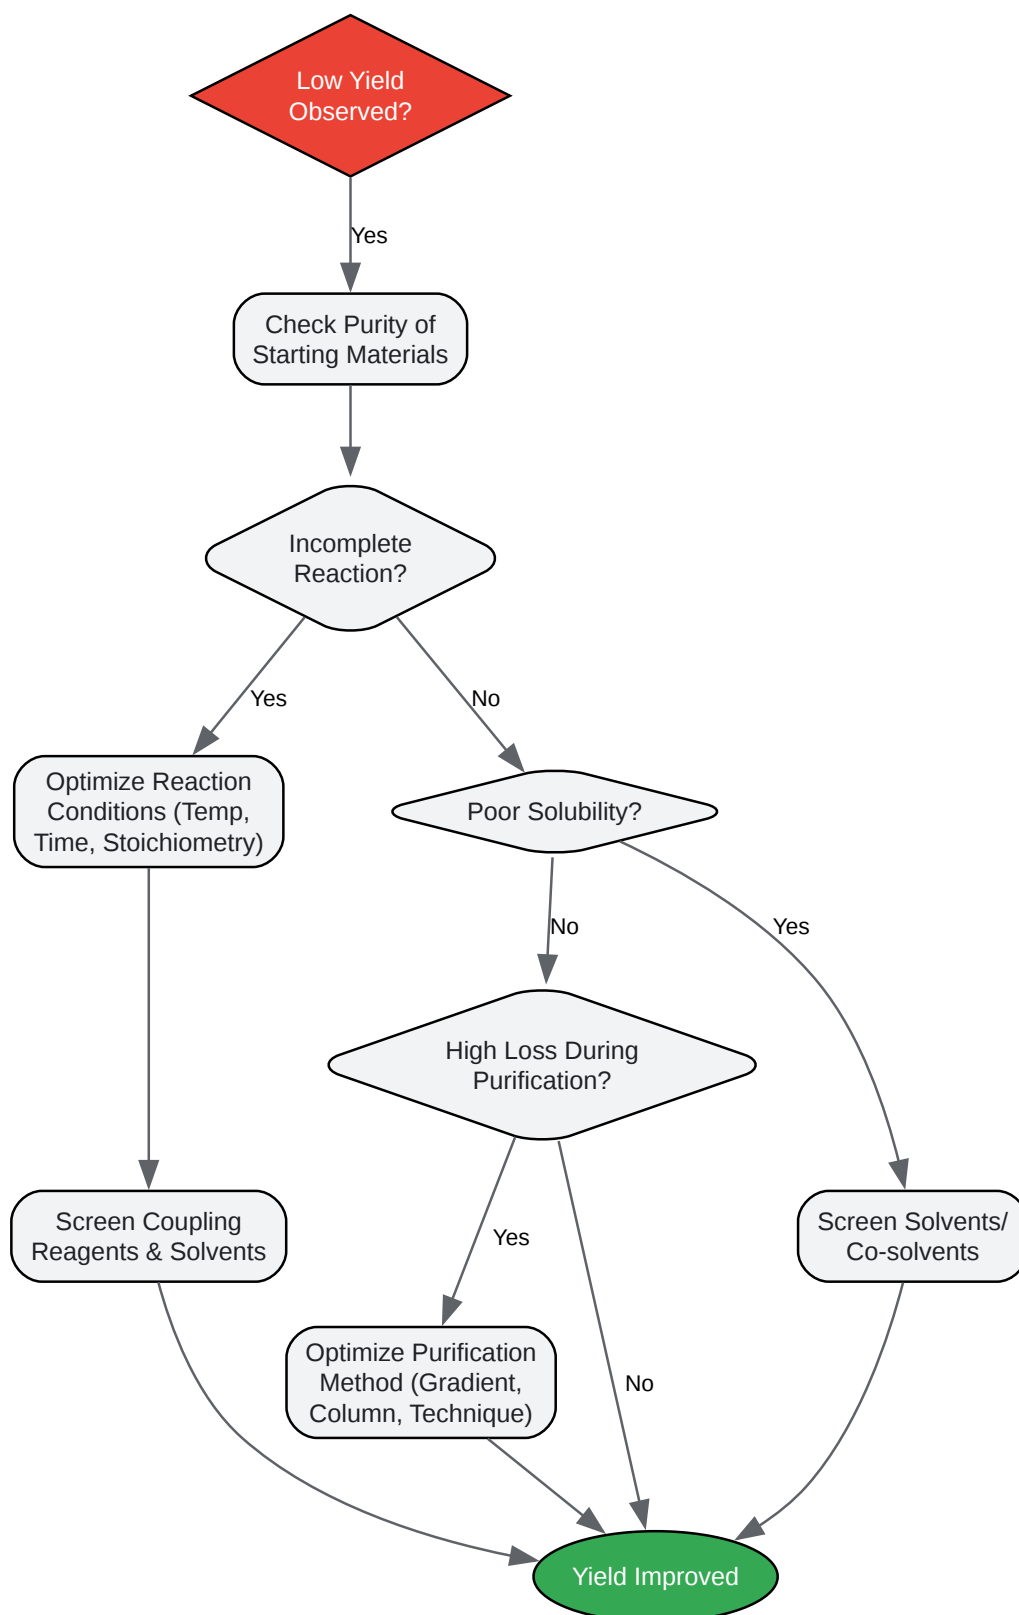 Low Yield
Observed?
Yes
Check Purity of
Starting Materials
Incomplete
Reaction?
Yes
No
Optimize Reaction
Conditions (Temp,
Time, Stoichiometry)
Poor Solubility?
No
Yes
High Loss During
Purification?
Screen Coupling
Reagents & Solvents
Yes
Screen Solvents/
Co-solvents
Optimize Purification
Method (Gradient,
Column, Technique)
No
Yield Improved